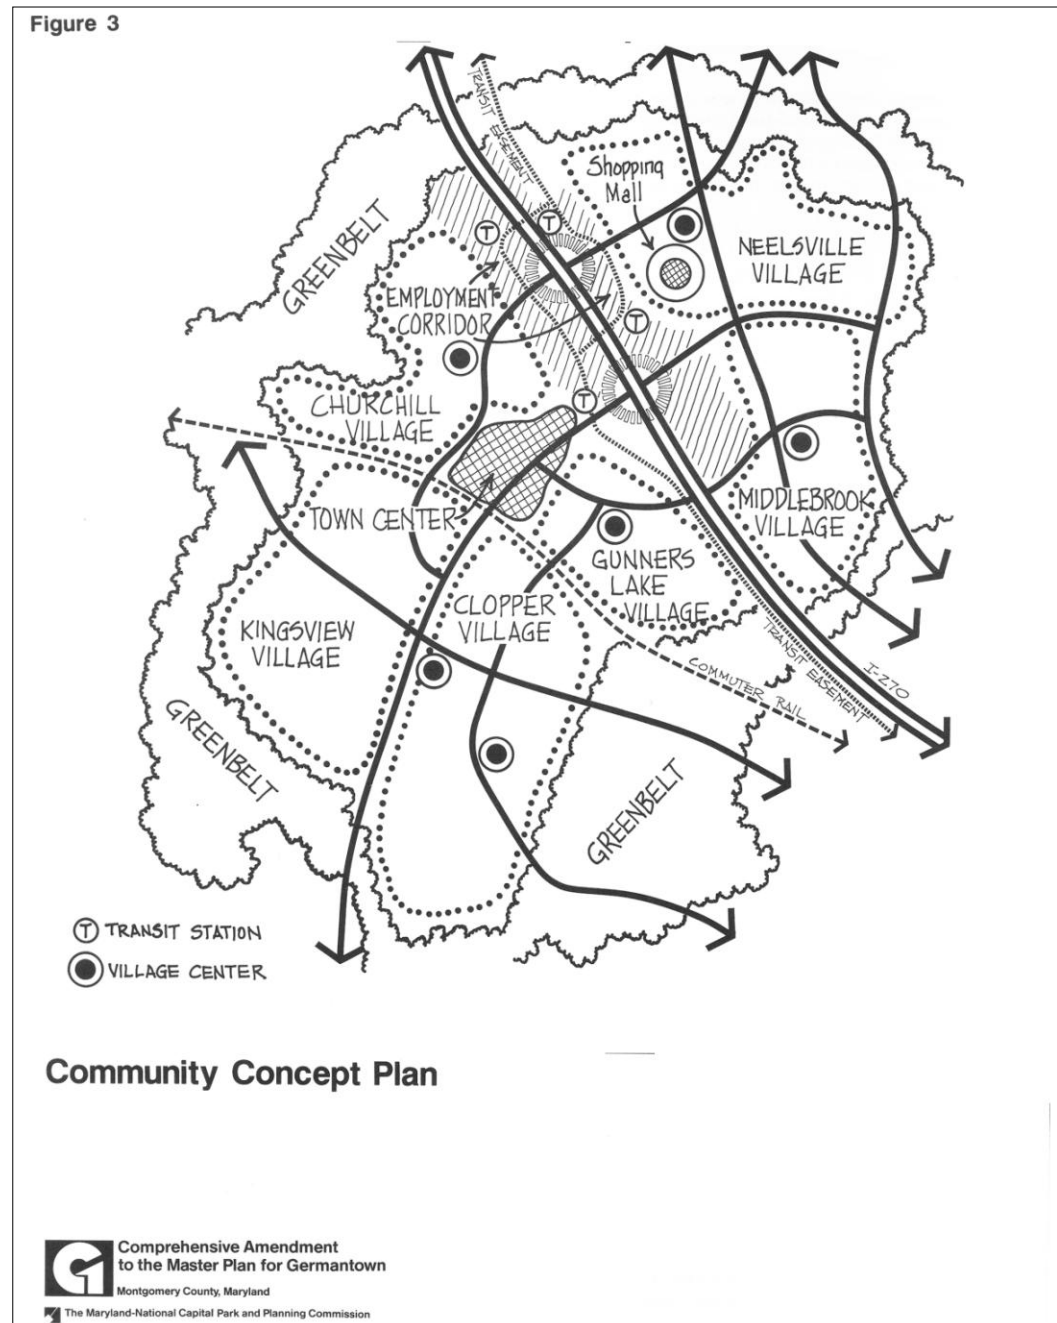 Figure 3
TRANSIT EASEMENT
Shopping
Mall
GREENBELT
NEELSVILLE
VILLAGE
T
T
EMPLOYMENT
CORRIDOR
T
CHURCHILL
VILLAGE
T
TOWN CENTER
MIDDLEBROOK
VILLAGE
GUNNERS
LAKE
VILLAGE
CLOPPER
VILLAGE
KINGSVIEW
VILLAGE
TRANSIT EASEMENT
I-270
COMMUTER RAIL
GREENBELT
GREENBELT
T TRANSIT STATION
VILLAGE CENTER
Community Concept Plan
G
Comprehensive Amendment
to the Master Plan for Germantown
Montgomery County, Maryland
The Maryland-National Capital Park and Planning Commission